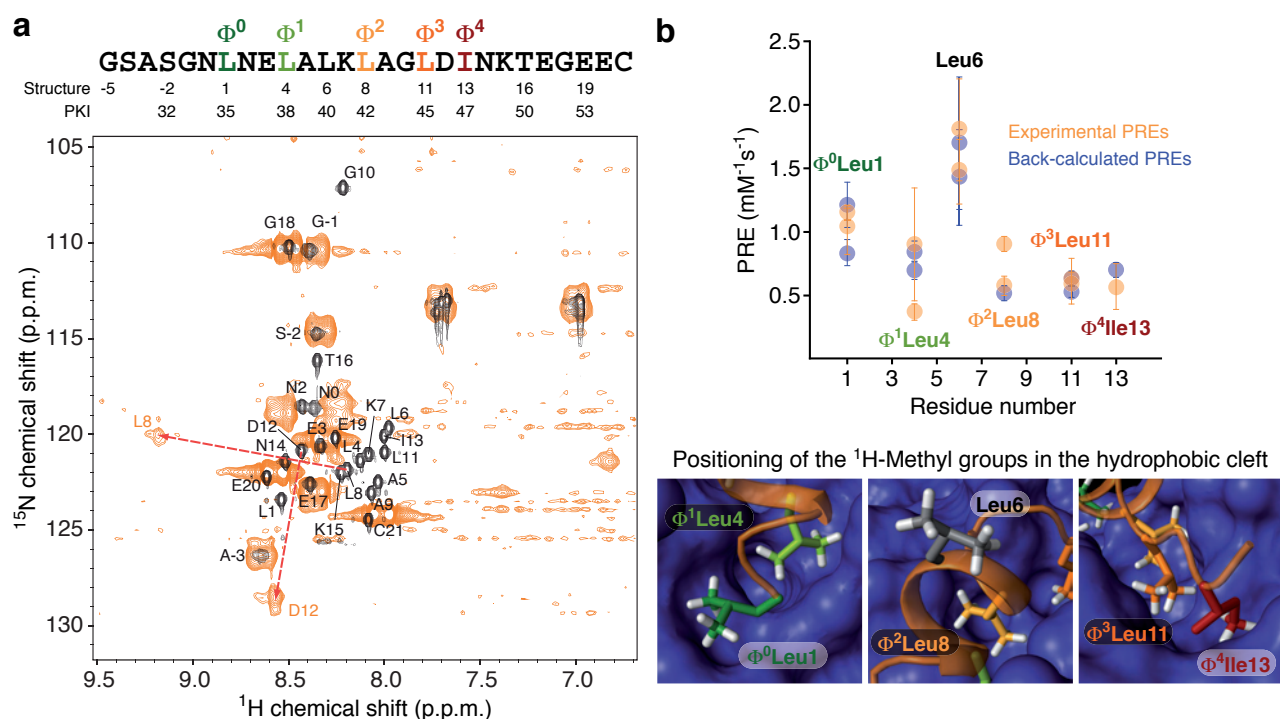 a
Φ0 Φ1 Φ2 Φ3 Φ4
GSASGNLNELALKLAGLDINKTEGEEC
Structure -5 -2 1 4 6 8 11 13 16 19
PKI 32 35 38 40 42 45 47 50 53
105
110
115
120
125
130
15N chemical shift (p.p.m.)
G10
G18 G-1
S-2
T16
N2 N0
K7
L6
L8
D12 E3 E19
I13
N14 L4
L11
E20
L8 A5
L1 E17
A9
K15 C21
A-3
D12
9.5 9.0 8.5 8.0 7.5 7.0
1H chemical shift (p.p.m.)
b
2.5
2.0
1.5
1.0
0.5
PRE (mM-1s-1)
Leu6
Experimental PREs
Back-calculated PREs
Φ0Leu1
Φ3Leu11
Φ2Leu8
Φ1Leu4
Φ4Ile13
1 3 5 7 9 11 13
Residue number
Positioning of the 1H-Methyl groups in the hydrophobic cleft
Φ1Leu4
Φ0Leu1
Leu6
Φ2Leu8
Φ3Leu11
Φ4Ile13